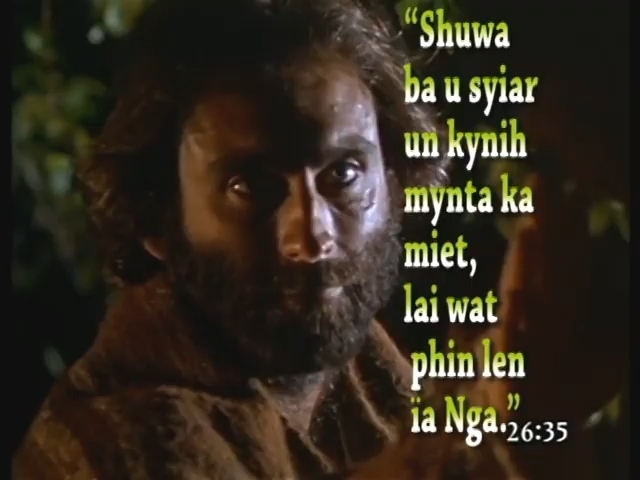 “Shuwa
ba u syiar
un kynih
mynta ka
miet,
lai wat
phin len
ïa Nga.”
26:35